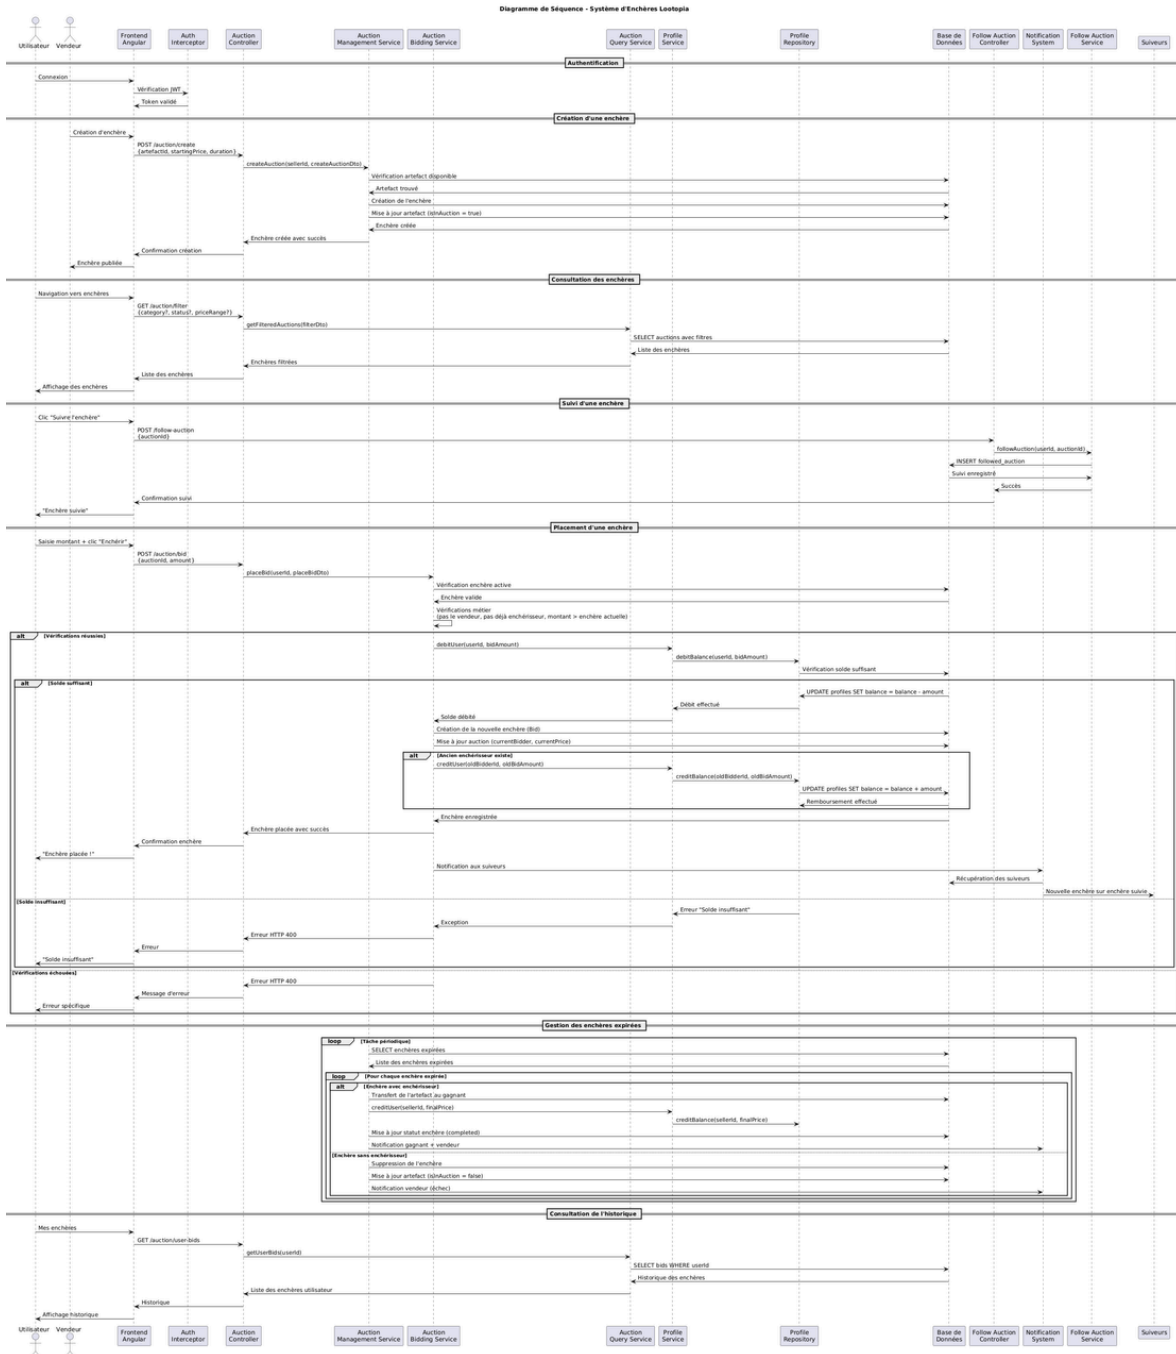 Diagramme de Séquence - Système d'Enchères Lootopia
Utilisateur
Vendeur
Frontend
Angular
Auth
Interceptor
Auction
Controller
Auction
Management Service
Auction
Bidding Service
Auction
Query Service
Profile
Service
Profile
Repository
Base de
Données
Follow Auction
Controller
Notification
System
Follow Auction
Service
Suiveurs
Authentification
Connexion
Vérification JWT
Token validé
Création d'une enchère
Création d'enchère
POST /auction/create
{artefactId, startingPrice, duration}
createAuction(sellerId, createAuctionDto)
Vérification artefact disponible
Artefact trouvé
Création de l'enchère
Mise à jour artefact (isInAuction = true)
Enchère créée
Enchère créée avec succès
Confirmation création
Enchère publiée
Consultation des enchères
Navigation vers enchères
GET /auction/filter
{category?, status?, priceRange?}
getFilteredAuctions(filterDto)
SELECT auctions avec filtres
Liste des enchères
Enchères filtrées
Liste des enchères
Affichage des enchères
Suivi d'une enchère
Clic "Suivre l'enchère"
POST /follow-auction
{auctionId}
followAuction(userId, auctionId)
INSERT followed_auction
Suivi enregistré
Succès
Confirmation suivi
"Enchère suivie"
Placement d'une enchère
Saisie montant + clic "Enchérir"
POST /auction/bid
{auctionId, amount}
placeBid(userId, placeBidDto)
Vérification enchère active
Enchère valide
Vérifications métier
(pas le vendeur, pas déjà enchérisseur, montant > enchère actuelle)
alt [Vérifications réussies]
debitUser(userId, bidAmount)
debitBalance(userId, bidAmount)
Vérification solde suffisant
alt [Solde suffisant]
UPDATE profiles SET balance = balance - amount
Débit effectué
Solde débité
Création de la nouvelle enchère (Bid)
Mise à jour auction (currentBidder, currentPrice)
alt [Ancien enchérisseur existe]
creditUser(oldBidderId, oldBidAmount)
creditBalance(oldBidderId, oldBidAmount)
UPDATE profiles SET balance = balance + amount
Remboursement effectué
Enchère enregistrée
Enchère placée avec succès
Confirmation enchère
"Enchère placée !"
Notification aux suiveurs
Récupération des suiveurs
Nouvelle enchère sur enchère suivie
[Solde insuffisant]
Erreur "Solde insuffisant"
Exception
Erreur HTTP 400
Erreur
"Solde insuffisant"
[Vérifications échouées]
Erreur HTTP 400
Message d'erreur
Erreur spécifique
Gestion des enchères expirées
loop [Tâche périodique]
SELECT enchères expirées
Liste des enchères expirées
loop [Pour chaque enchère expirée]
alt [Enchère avec enchérisseur]
Transfert de l'artefact au gagnant
creditUser(sellerId, finalPrice)
creditBalance(sellerId, finalPrice)
Mise à jour statut enchère (completed)
Notification gagnant + vendeur
[Enchère sans enchérisseur]
Suppression de l'enchère
Mise à jour artefact (isInAuction = false)
Notification vendeur (échec)
Consultation de l'historique
Mes enchères
GET /auction/user-bids
getUserBids(userId)
SELECT bids WHERE userId
Historique des enchères
Liste des enchères utilisateur
Historique
Affichage historique
Utilisateur
Vendeur
Frontend
Angular
Auth
Interceptor
Auction
Controller
Auction
Management Service
Auction
Bidding Service
Auction
Query Service
Profile
Service
Profile
Repository
Base de
Données
Follow Auction
Controller
Notification
System
Follow Auction
Service
Suiveurs